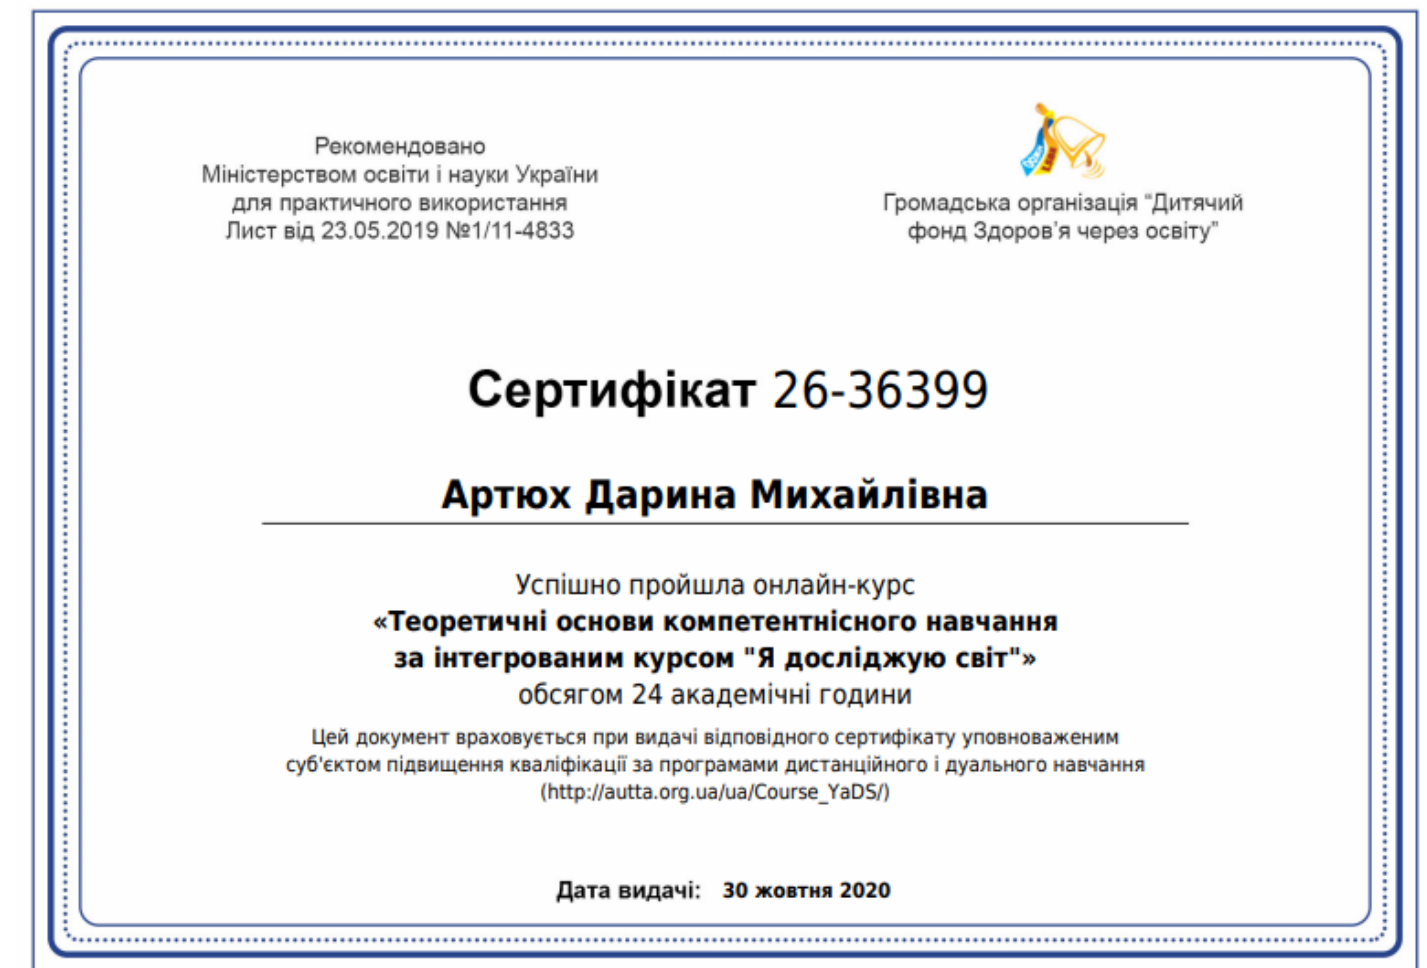 Рекомендовано
Міністерством освіти і науки України
для практичного використання
Лист від 23.05.2019 №1/11-4833
Громадська організація “Дитячий
фонд Здоров’я через освіту”
Сертифікат 26-36399
Артюх Дарина Михайлівна
Успішно пройшла онлайн-курс
«Теоретичні основи компетентнісного навчання
за інтегрованим курсом "Я досліджую світ"»
обсягом 24 академічні години
Цей документ враховується при видачі відповідного сертифікату уповноваженим
суб'єктом підвищення кваліфікації за програмами дистанційного і дуального навчання
(http://autta.org.ua/ua/Course_YaDS/)
Дата видачі: 30 жовтня 2020